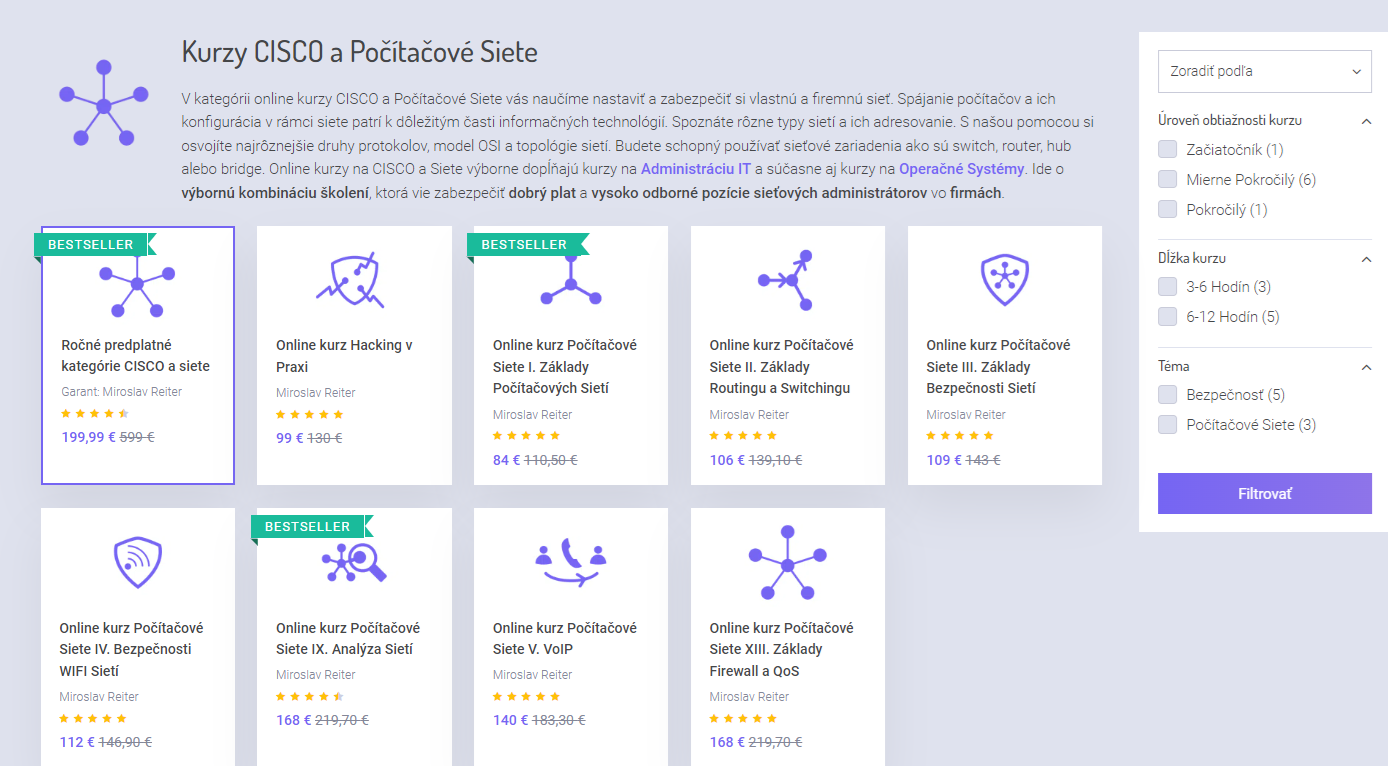 Kurzy CISCO a Počítačové Siete
V kategórii online kurzy CISCO a Počítačové Siete vás naučíme nastaviť a zabezpečiť si vlastnú a firemnú sieť. Spájanie počítačov a ich
konfigurácia v rámci siete patrí k dôležitým časti informačných technológií. Spoznáte rôzne typy sietí a ich adresovanie. S našou pomocou si
osvojíte najrôznejšie druhy protokolov, model OSI a topológie sietí. Budete schopný používať sieťové zariadenia ako sú switch, router, hub
alebo bridge. Online kurzy na CISCO a Siete výborne dopĺňajú kurzy na Administráciu IT a súčasne aj kurzy na Operačné Systémy. Ide o
výbornú kombináciu školení, ktorá vie zabezpečiť dobrý plat a vysoko odborné pozície sieťových administrátorov vo firmách.
BESTSELLER
Ročné predplatné
kategórie CISCO a siete
Garant: Miroslav Reiter
199,99 € 599 €
Online kurz Hacking v
Praxi
Miroslav Reiter
99 € 130 €
BESTSELLER
Online kurz Počítačové
Siete I. Základy
Počítačových Sietí
Miroslav Reiter
84 € 110,50 €
Online kurz Počítačové
Siete II. Základy
Routingu a Switchingu
Miroslav Reiter
106 € 139,10 €
Online kurz Počítačové
Siete III. Základy
Bezpečnosti Sietí
Miroslav Reiter
109 € 143 €
Online kurz Počítačové
Siete IV. Bezpečnosti
WIFI Sietí
Miroslav Reiter
112 € 146,90 €
BESTSELLER
Online kurz Počítačové
Siete IX. Analýza Sietí
Miroslav Reiter
168 € 219,70 €
Online kurz Počítačové
Siete V. VoIP
Miroslav Reiter
140 € 183,30 €
Online kurz Počítačové
Siete XIII. Základy
Firewall a QoS
Miroslav Reiter
168 € 219,70 €
Zoradiť podľa
Úroveň obtiažnosti kurzu
Začiatočník (1)
Mierne Pokročilý (6)
Pokročilý (1)
Dĺžka kurzu
3-6 Hodín (3)
6-12 Hodín (5)
Téma
Bezpečnosť (5)
Počítačové Siete (3)
Filtrovať